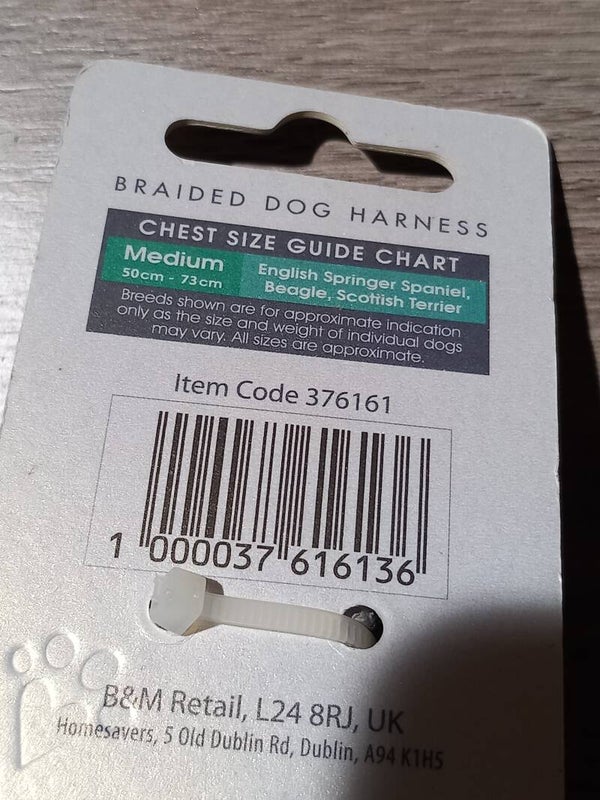 BRAIDED DOG HARNESS
CHEST SIZE GUIDE CHART
Medium
50cm - 73cm
English Springer Spaniel,
Beagle, Scottish Terrier
Breeds shown are for approximate indication
only as the size and weight of individual dogs
may vary. All sizes are approximate.
Item Code 376161
1 000037 616136
B&M Retail, L24 8RJ, UK
Homesavers, 5 Old Dublin Rd, Dublin, A94 K1H5